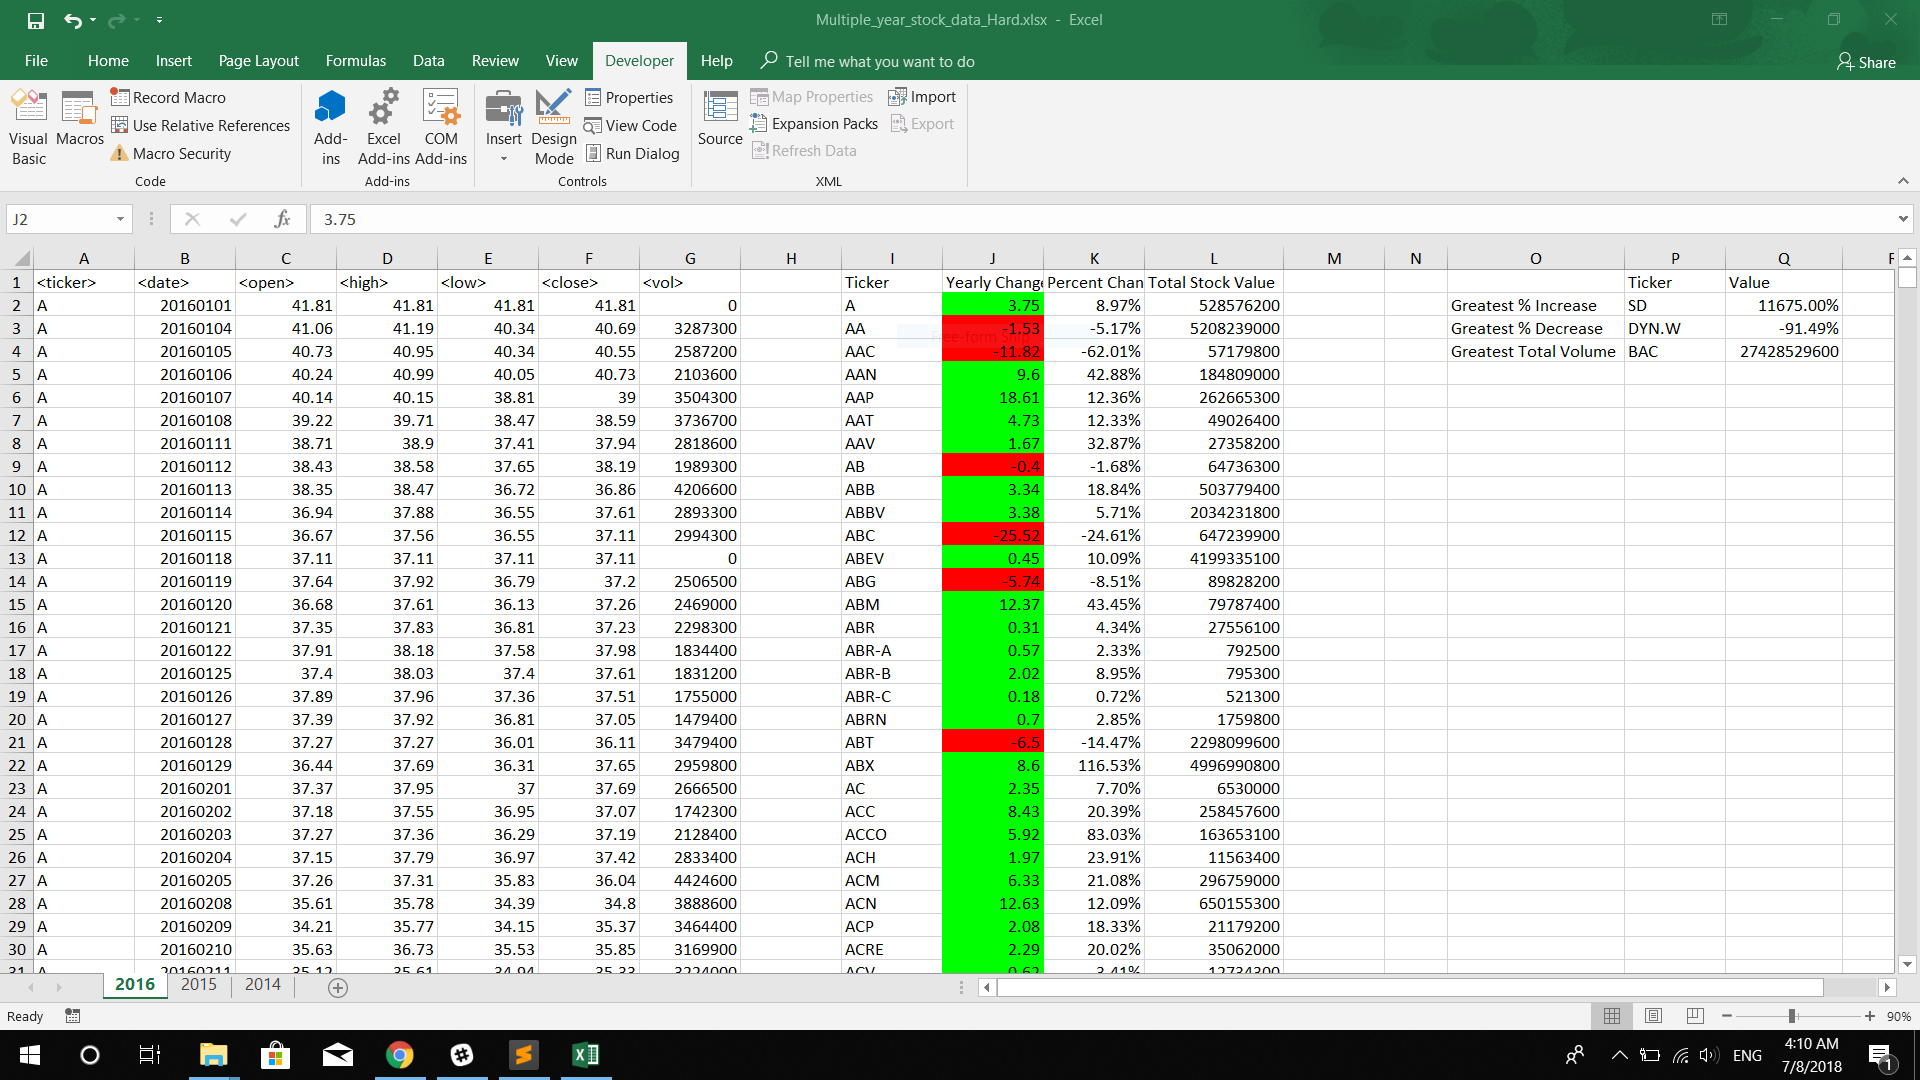 Multiple_year_stock_data_Hard.xlsx - Excel
File Home Insert Page Layout Formulas Data Review View Developer Help Tell me what you want to do Share
Visual Basic
Macros
Record Macro
Use Relative References
Macro Security
Code
Add-ins
Excel Add-ins
COM Add-ins
Add-ins
Insert
Design Mode
Properties
View Code
Run Dialog
Controls
Source
Map Properties
Expansion Packs
Refresh Data
Import
Export
XML
J2 fx 3.75
A B C D E F G H I J K L M N O P Q
1 <ticker> <date> <open> <high> <low> <close> <vol> Ticker Yearly Change Percent Chan Total Stock Value Ticker Value
2 A 20160101 41.81 41.81 41.81 41.81 0 A 3.75 8.97% 528576200 Greatest % Increase SD 11675.00%
3 A 20160104 41.06 41.19 40.34 40.69 3287300 AA -1.53 -5.17% 5208239000 Greatest % Decrease DYN.W -91.49%
Free-form Snip
4 A 20160105 40.73 40.95 40.34 40.55 2587200 AAC -11.82 -62.01% 57179800 Greatest Total Volume BAC 27428529600
5 A 20160106 40.24 40.99 40.05 40.73 2103600 AAN 9.6 42.88% 184809000
6 A 20160107 40.14 40.15 38.81 39 3504300 AAP 18.61 12.36% 262665300
7 A 20160108 39.22 39.71 38.47 38.59 3736700 AAT 4.73 12.33% 49026400
8 A 20160111 38.71 38.9 37.41 37.94 2818600 AAV 1.67 32.87% 27358200
9 A 20160112 38.43 38.58 37.65 38.19 1989300 AB -0.4 -1.68% 64736300
10 A 20160113 38.35 38.47 36.72 36.86 4206600 ABB 3.34 18.84% 503779400
11 A 20160114 36.94 37.88 36.55 37.61 2893300 ABBV 3.38 5.71% 2034231800
12 A 20160115 36.67 37.56 36.55 37.11 2994300 ABC -25.52 -24.61% 647239900
13 A 20160118 37.11 37.11 37.11 37.11 0 ABEV 0.45 10.09% 4199335100
14 A 20160119 37.64 37.92 36.79 37.2 2506500 ABG -5.74 -8.51% 89828200
15 A 20160120 36.68 37.61 36.13 37.26 2469000 ABM 12.37 43.45% 79787400
16 A 20160121 37.35 37.83 36.81 37.23 2298300 ABR 0.31 4.34% 27556100
17 A 20160122 37.91 38.18 37.58 37.98 1834400 ABR-A 0.57 2.33% 792500
18 A 20160125 37.4 38.03 37.4 37.61 1831200 ABR-B 2.02 8.95% 795300
19 A 20160126 37.89 37.96 37.36 37.51 1755000 ABR-C 0.18 0.72% 521300
20 A 20160127 37.39 37.92 36.81 37.05 1479400 ABRN 0.7 2.85% 1759800
21 A 20160128 37.27 37.27 36.01 36.11 3479400 ABT -6.5 -14.47% 2298099600
22 A 20160129 36.44 37.69 36.31 37.65 2959800 ABX 8.6 116.53% 4996990800
23 A 20160201 37.37 37.95 37 37.69 2666500 AC 2.35 7.70% 6530000
24 A 20160202 37.18 37.55 36.95 37.07 1742300 ACC 8.43 20.39% 258457600
25 A 20160203 37.27 37.36 36.29 37.19 2128400 ACCO 5.92 83.03% 163653100
26 A 20160204 37.15 37.79 36.97 37.42 2833400 ACH 1.97 23.91% 11563400
27 A 20160205 37.26 37.31 35.83 36.04 4424600 ACM 6.33 21.08% 296759000
28 A 20160208 35.61 35.78 34.39 34.8 3888600 ACN 12.63 12.09% 650155300
29 A 20160209 34.21 35.77 34.15 35.37 3464400 ACP 2.08 18.33% 21179200
30 A 20160210 35.63 36.73 35.53 35.85 3169900 ACRE 2.29 20.02% 35062000
31 A 20160211 35.12 35.61 34.94 35.33 3224000 ACV 0.62 3.41% 12734300
2016 2015 2014
Ready 90%
ENG 4:10 AM
7/8/2018
1